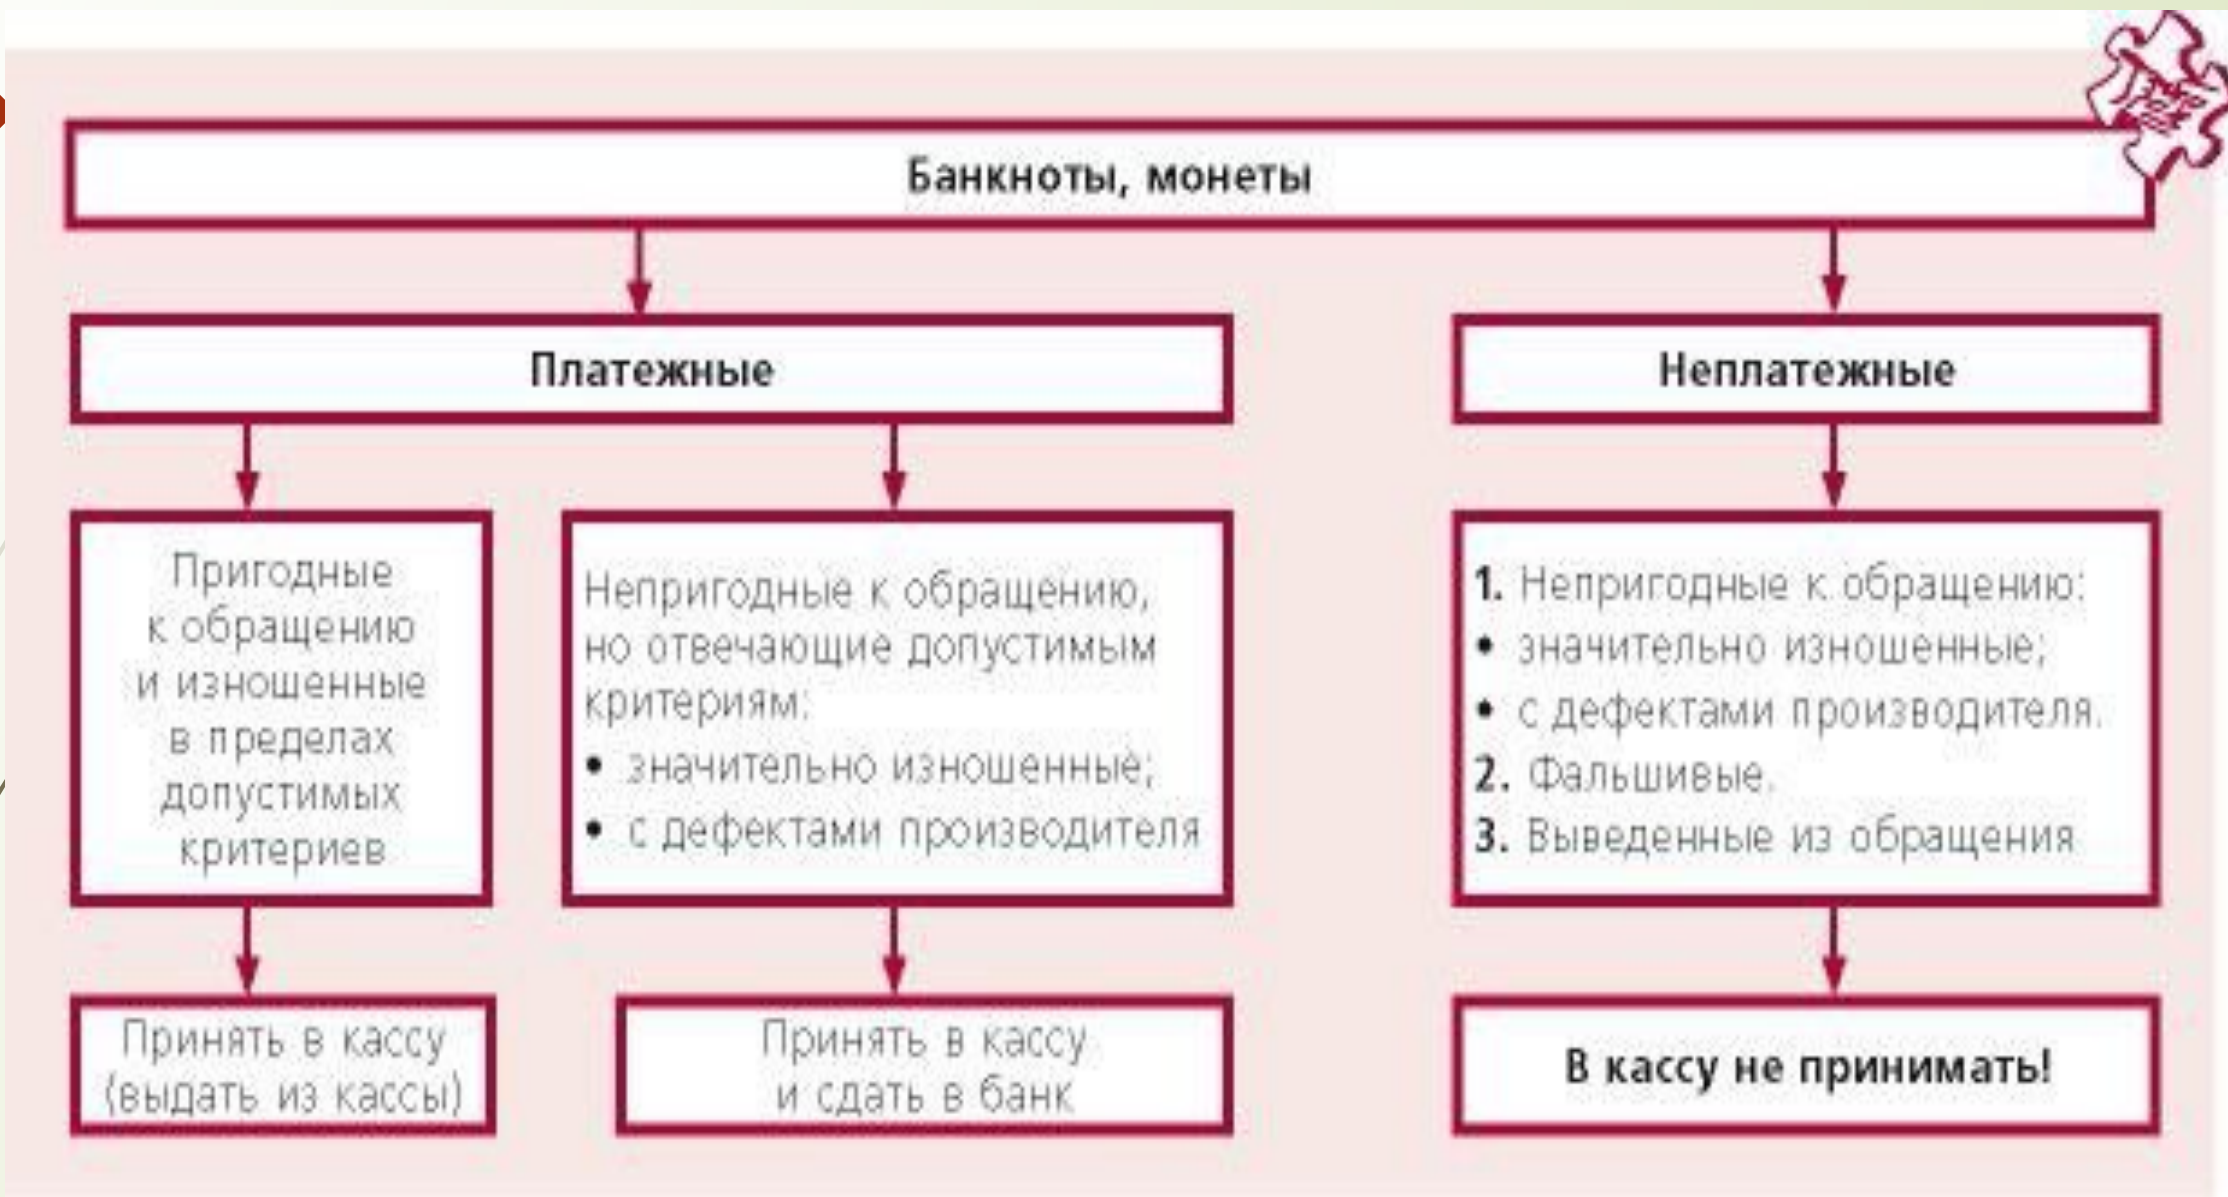 Банкноты, монеты
Платежные
Неплатежные
Пригодные
к обращению
и изношенные
в пределах
допустимых
критериев
Непригодные к обращению,
но отвечающие допустимым
критериям:
• значительно изношенные;
• с дефектами производителя
1. Непригодные к обращению:
• значительно изношенные;
• с дефектами производителя.
2. Фальшивые.
3. Выведенные из обращения
Принять в кассу
(выдать из кассы)
Принять в кассу
и сдать в банк
В кассу не принимать!